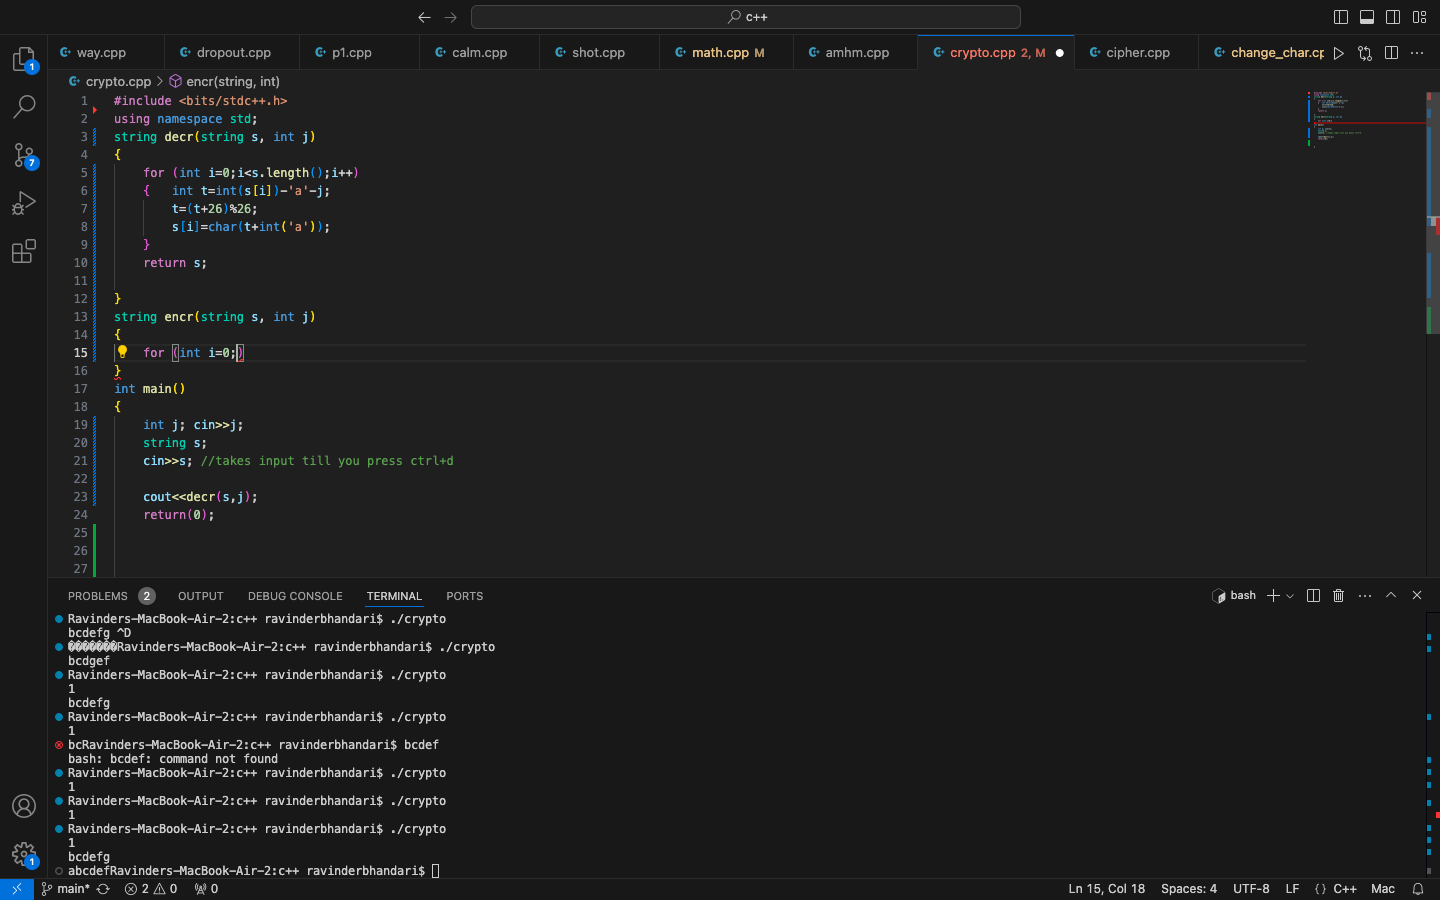 c++
way.cpp dropout.cpp p1.cpp calm.cpp shot.cpp math.cpp M amhm.cpp crypto.cpp 2, M cipher.cpp change_char.cp
crypto.cpp > encr(string, int)
1 #include <bits/stdc++.h>
2 using namespace std;
3 string decr(string s, int j)
4 {
5 for (int i=0;i<s.length();i++)
6 { int t=int(s[i])-'a'-j;
7 t=(t+26)%26;
8 s[i]=char(t+int('a'));
9 }
10 return s;
11
12 }
13 string encr(string s, int j)
14 {
15 for (int i=0;)
16 }
17 int main()
18 {
19 int j; cin>>j;
20 string s;
21 cin>>s; //takes input till you press ctrl+d
22
23 cout<<decr(s,j);
24 return(0);
25
26
27
PROBLEMS 2 OUTPUT DEBUG CONSOLE TERMINAL PORTS bash
Ravinders-MacBook-Air-2:c++ ravinderbhandari$ ./crypto
bcdefg ^D
�������Ravinders-MacBook-Air-2:c++ ravinderbhandari$ ./crypto
bcdgef
Ravinders-MacBook-Air-2:c++ ravinderbhandari$ ./crypto
1
bcdefg
Ravinders-MacBook-Air-2:c++ ravinderbhandari$ ./crypto
1
bcRavinders-MacBook-Air-2:c++ ravinderbhandari$ bcdef
bash: bcdef: command not found
Ravinders-MacBook-Air-2:c++ ravinderbhandari$ ./crypto
1
Ravinders-MacBook-Air-2:c++ ravinderbhandari$ ./crypto
1
Ravinders-MacBook-Air-2:c++ ravinderbhandari$ ./crypto
1
bcdefg
abcdefRavinders-MacBook-Air-2:c++ ravinderbhandari$
1
7
1
main* 2 0 0 Ln 15, Col 18 Spaces: 4 UTF-8 LF {} C++ Mac